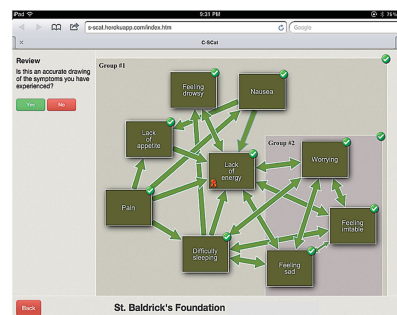 iPad
9:31 PM
76%
s-scat.herokuapp.com/index.htm
Google
C-SCat
Review
Is this an accurate drawing
of the symptoms you have
experienced?
Yes
No
Group #1
Feeling
drowsy
Nausea
Lack
of
appetite
Group #2
Lack
of
energy
Worrying
Pain
Feeling
irritable
Difficulty
sleeping
Feeling
sad
Back
St. Baldrick's Foundation